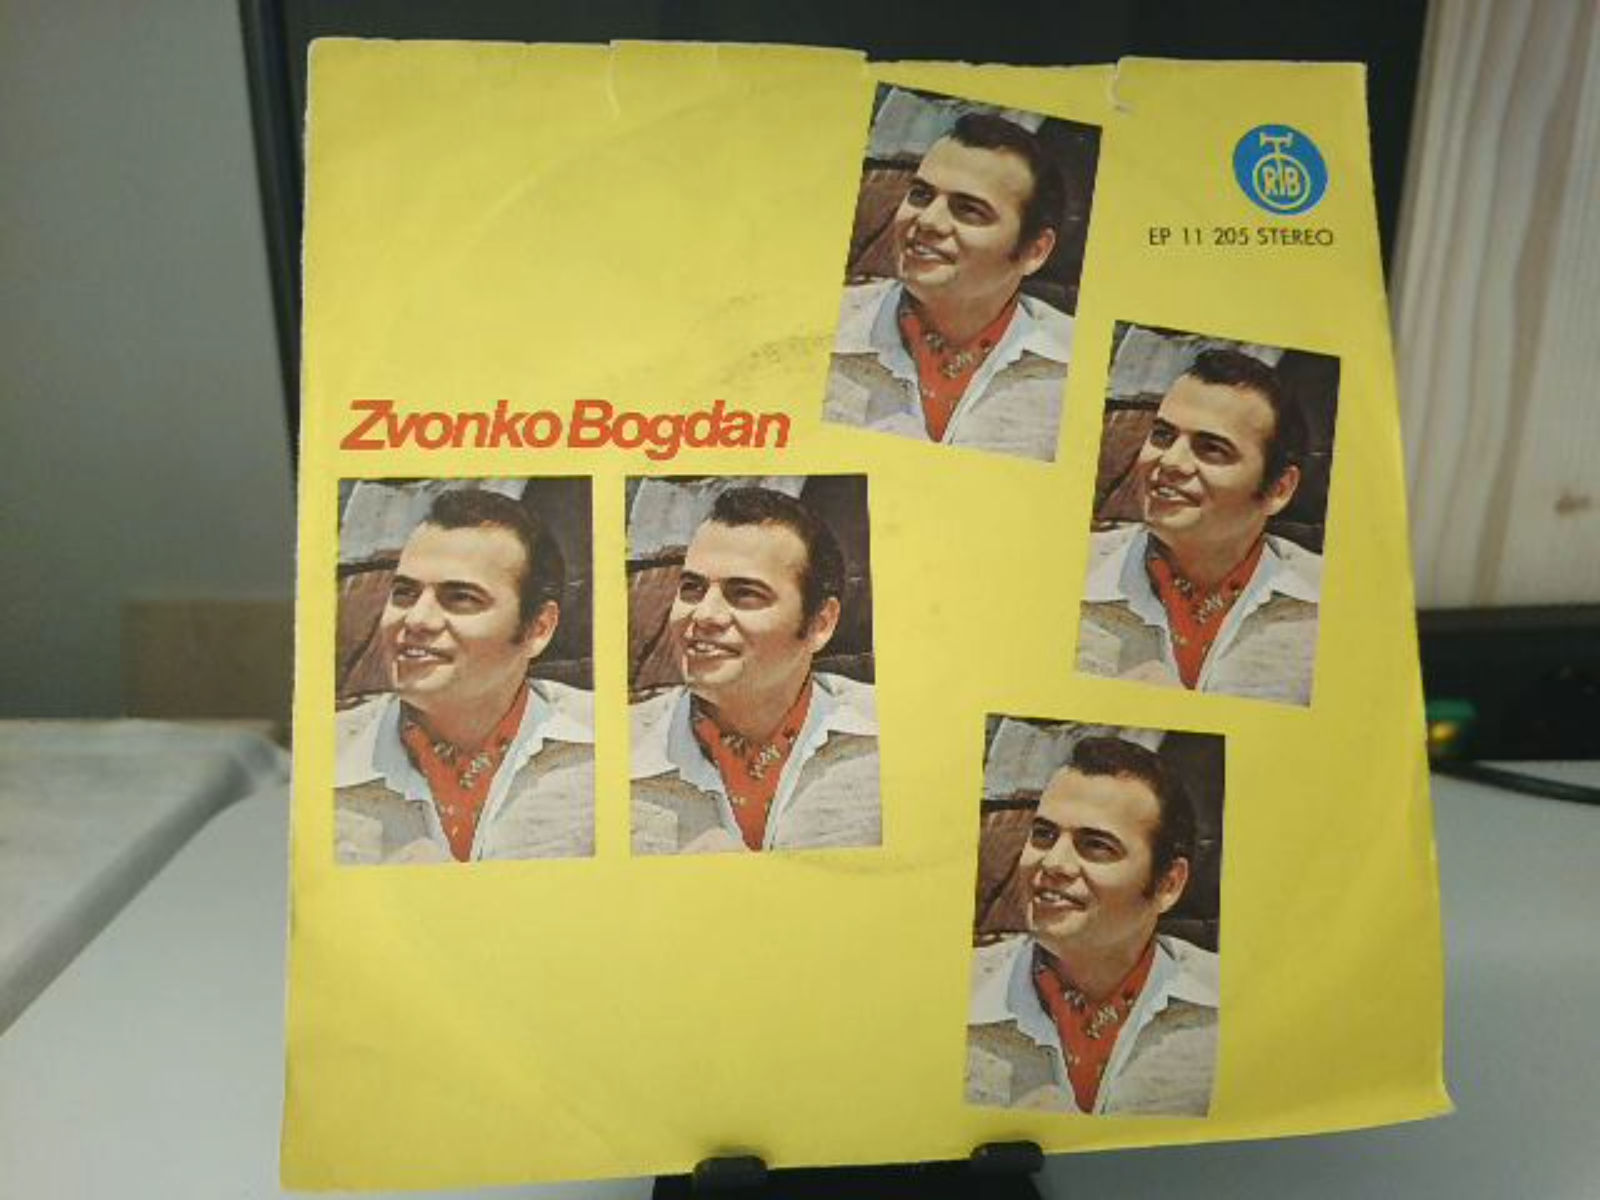 RTB
EP 11 205 STEREO
Zvonko Bogdan